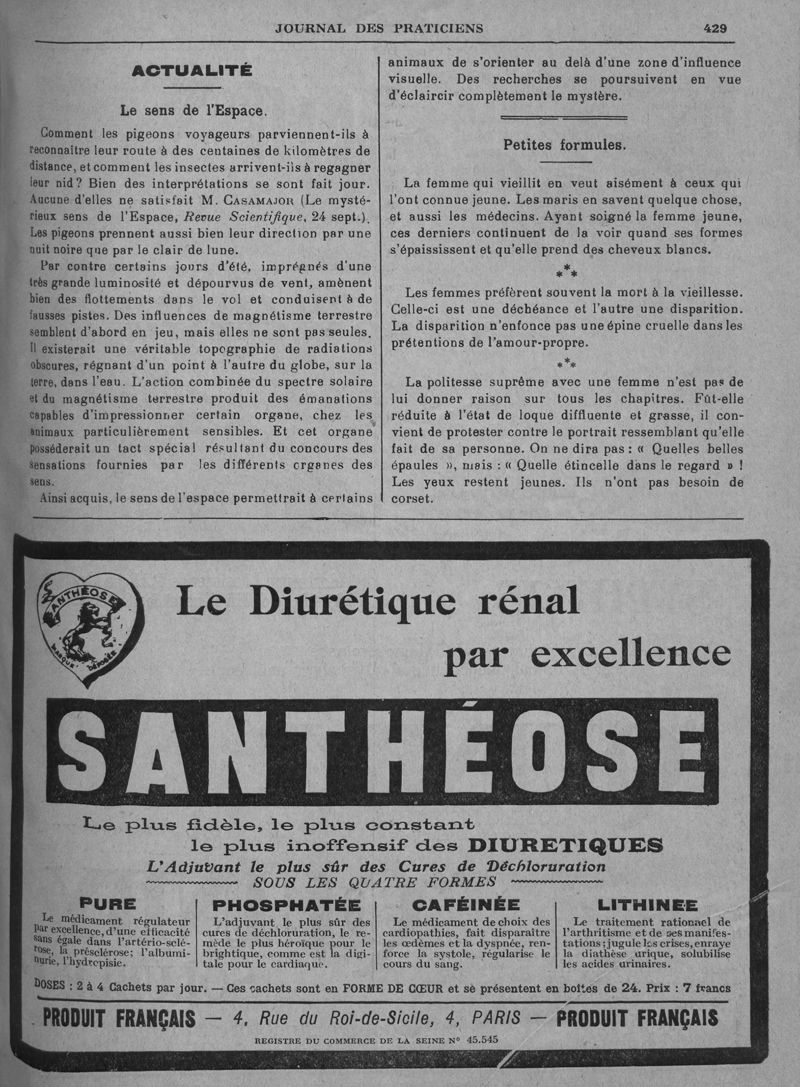 JOURNAL DES PRATICIENS 429
ACTUALITÉ
Le sens de l'Espace.
Comment les pigeons voyageurs parviennent-ils à
reconnaître leur route à des centaines de kilomètres de
distance, et comment les insectes arrivent-ils à regagner
leur nid ? Bien des interprétations se sont fait jour.
Aucune d'elles ne satisfait M. CASAMAJOR (Le mysté-
rieux sens de l'Espace, Revue Scientifique, 24 sept.).
Les pigeons prennent aussi bien leur direction par une
nuit noire que par le clair de lune.
Par contre certains jours d'été, imprégnés d'une
très grande luminosité et dépourvus de vent, amènent
bien des flottements dans le vol et conduisent à de
fausses pistes. Des influences de magnétisme terrestre
semblent d'abord en jeu, mais elles ne sont pas seules.
Il existerait une véritable topographie de radiations
obscures, régnant d'un point à l'autre du globe, sur la
terre, dans l'eau. L'action combinée du spectre solaire
et du magnétisme terrestre produit des émanations
capables d'impressionner certain organe, chez les
animaux particulièrement sensibles. Et cet organe
posséderait un tact spécial résultant du concours des
sensations fournies par les différents organes des
sens.
Ainsi acquis, le sens de l'espace permettrait à certains
animaux de s'orienter au delà d'une zone d'influence
visuelle. Des recherches se poursuivent en vue
d'éclaircir complètement le mystère.
Petites formules.
La femme qui vieillit en veut aisément à ceux qui
l'ont connue jeune. Les maris en savent quelque chose,
et aussi les médecins. Ayant soigné la femme jeune,
ces derniers continuent de la voir quand ses formes
s'épaississent et qu'elle prend des cheveux blancs.
***
Les femmes préfèrent souvent la mort à la vieillesse.
Celle-ci est une déchéance et l'autre une disparition.
La disparition n'enfonce pas une épine cruelle dans les
prétentions de l'amour-propre.
***
La politesse suprême avec une femme n'est pas de
lui donner raison sur tous les chapitres. Fût-elle
réduite à l'état de loque diffluente et grasse, il con-
vient de protester contre le portrait ressemblant qu'elle
fait de sa personne. On ne dira pas : « Quelles belles
épaules », mais : « Quelle étincelle dans le regard » !
Les yeux restent jeunes. Ils n'ont pas besoin de
corset.
SANTHÉOSE
MARQUE DÉPOSÉE
Le Diurétique rénal
par excellence
SANTHÉOSE
Le plus fidèle, le plus constant
le plus inoffensif des DIURETIQUES
L'Adjuvant le plus sûr des Cures de Déchloruration
SOUS LES QUATRE FORMES
PURE
Le médicament régulateur
par excellence, d'une efficacité
sans égale dans l'artério-sclé-
rose, la présclérose; l'albumi-
nurie, l'hydropisie.
PHOSPHATÉE
L'adjuvant le plus sûr des
cures de déchloruration, le re-
mède le plus héroïque pour le
brightique, comme est la digi-
tale pour le cardiaque.
CAFÉINÉE
Le médicament de choix des
cardiopathies, fait disparaître
les œdèmes et la dyspnée, ren-
force la systole, régularise le
cours du sang.
LITHINEE
Le traitement rationnel de
l'arthritisme et de ses manifes-
tations ; jugule les crises, enraye
la diathèse urique, solubilise
les acides urinaires.
DOSES : 2 à 4 Cachets par jour. — Ces cachets sont en FORME DE CŒUR et se présentent en boîtes de 24. Prix : 7 francs
PRODUIT FRANÇAIS — 4, Rue du Roi-de-Sicile, 4, PARIS — PRODUIT FRANÇAIS
REGISTRE DU COMMERCE DE LA SEINE Nº 45.545